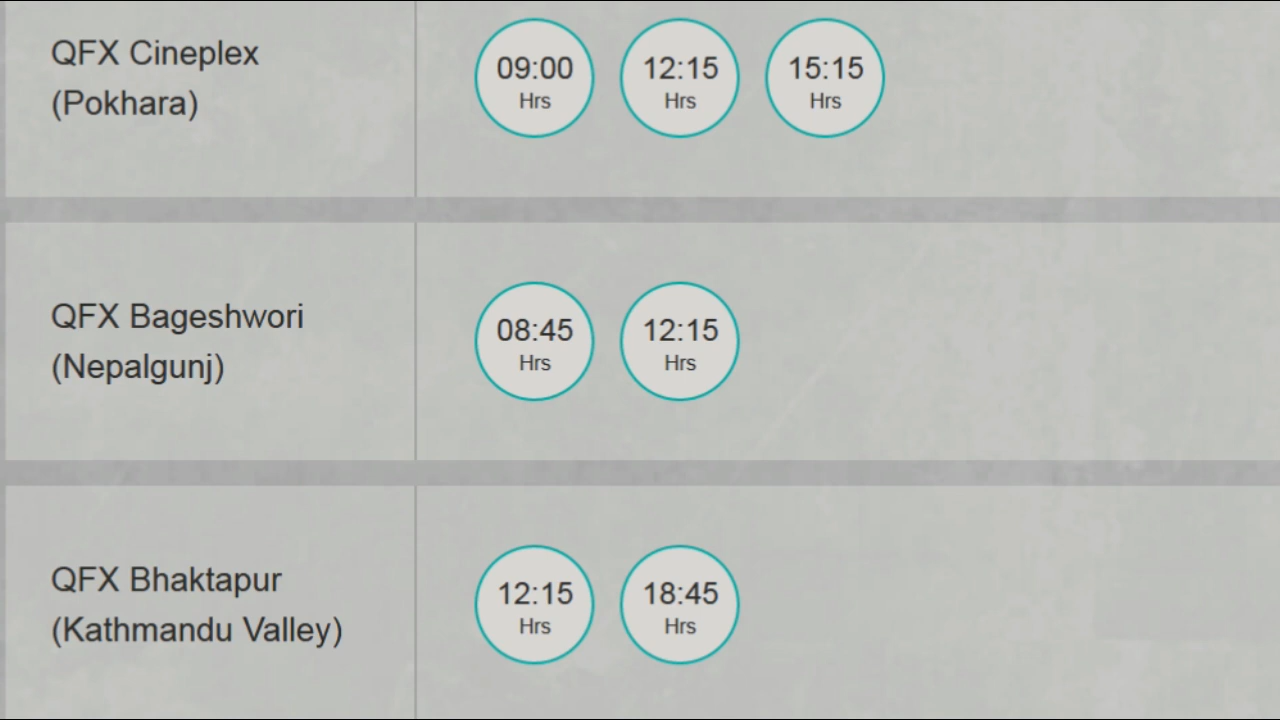 QFX Cineplex
(Pokhara)
09:00 12:15 15:15
Hrs Hrs Hrs
QFX Bageshwori
(Nepalgunj)
08:45 12:15
Hrs Hrs
QFX Bhaktapur
(Kathmandu Valley)
12:15 18:45
Hrs Hrs